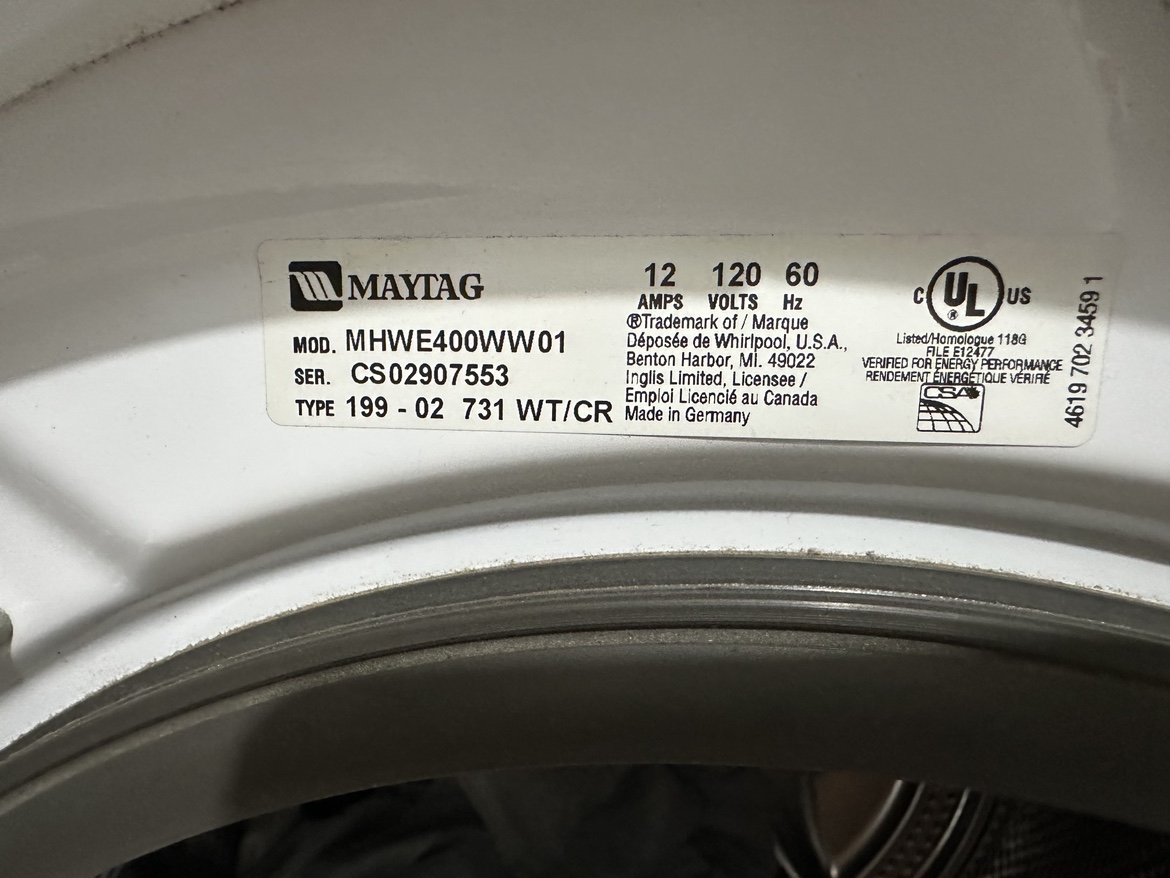 MAYTAG
MOD. MHWE400WW01
SER. CS02907553
TYPE 199 - 02 731 WT/CR
12 120 60
AMPS VOLTS Hz
®Trademark of / Marque
Déposée de Whirlpool, U.S.A.,
Benton Harbor, MI. 49022
Inglis Limited, Licensee /
Emploi Licencié au Canada
Made in Germany
C UL ® US
Listed/Homologue 118G
FILE E12477
VERIFIED FOR ENERGY PERFORMANCE
RENDEMENT ÉNERGÉTIQUE VÉRIFIÉ
CSA
4619 702 34591